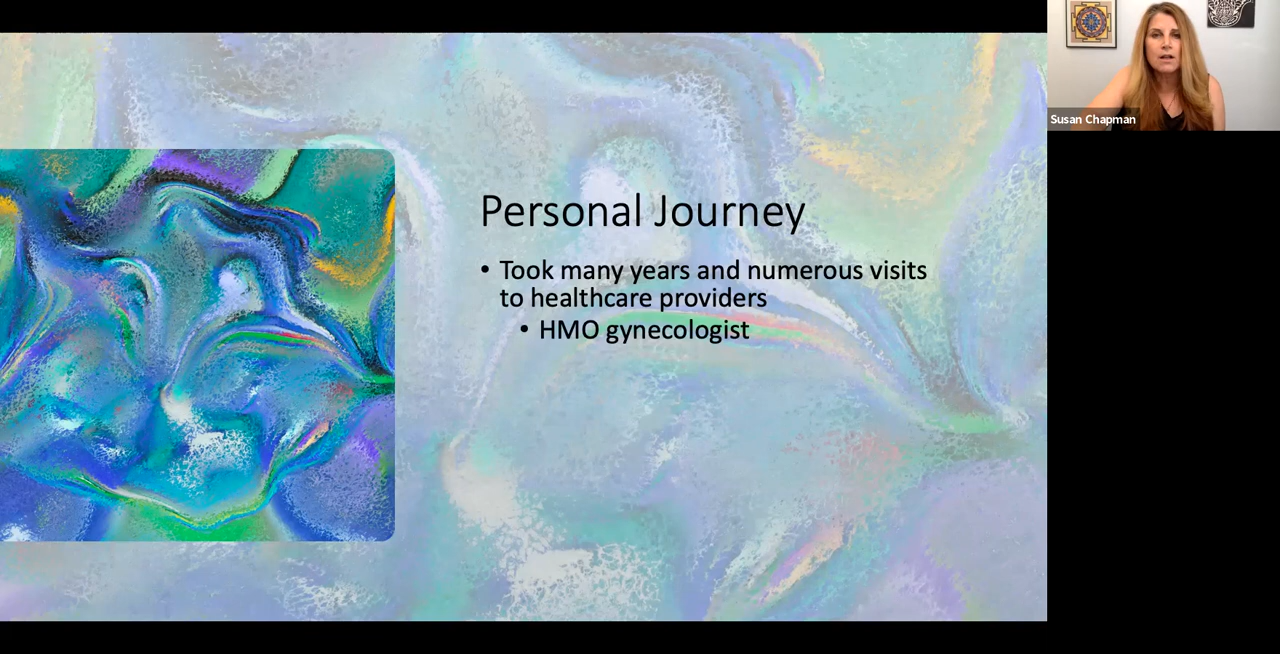 Susan Chapman
Personal Journey
• Took many years and numerous visits
to healthcare providers
• HMO gynecologist